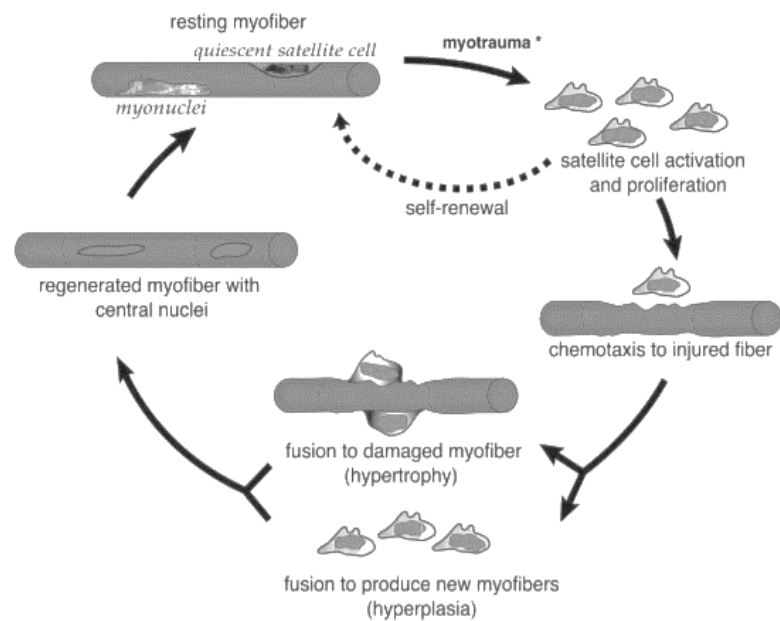 resting myofiber
quiescent satellite cell
myonuclei
myotrauma *
satellite cell activation
and proliferation
self-renewal
chemotaxis to injured fiber
fusion to damaged myofiber
(hypertrophy)
fusion to produce new myofibers
(hyperplasia)
regenerated myofiber with
central nuclei